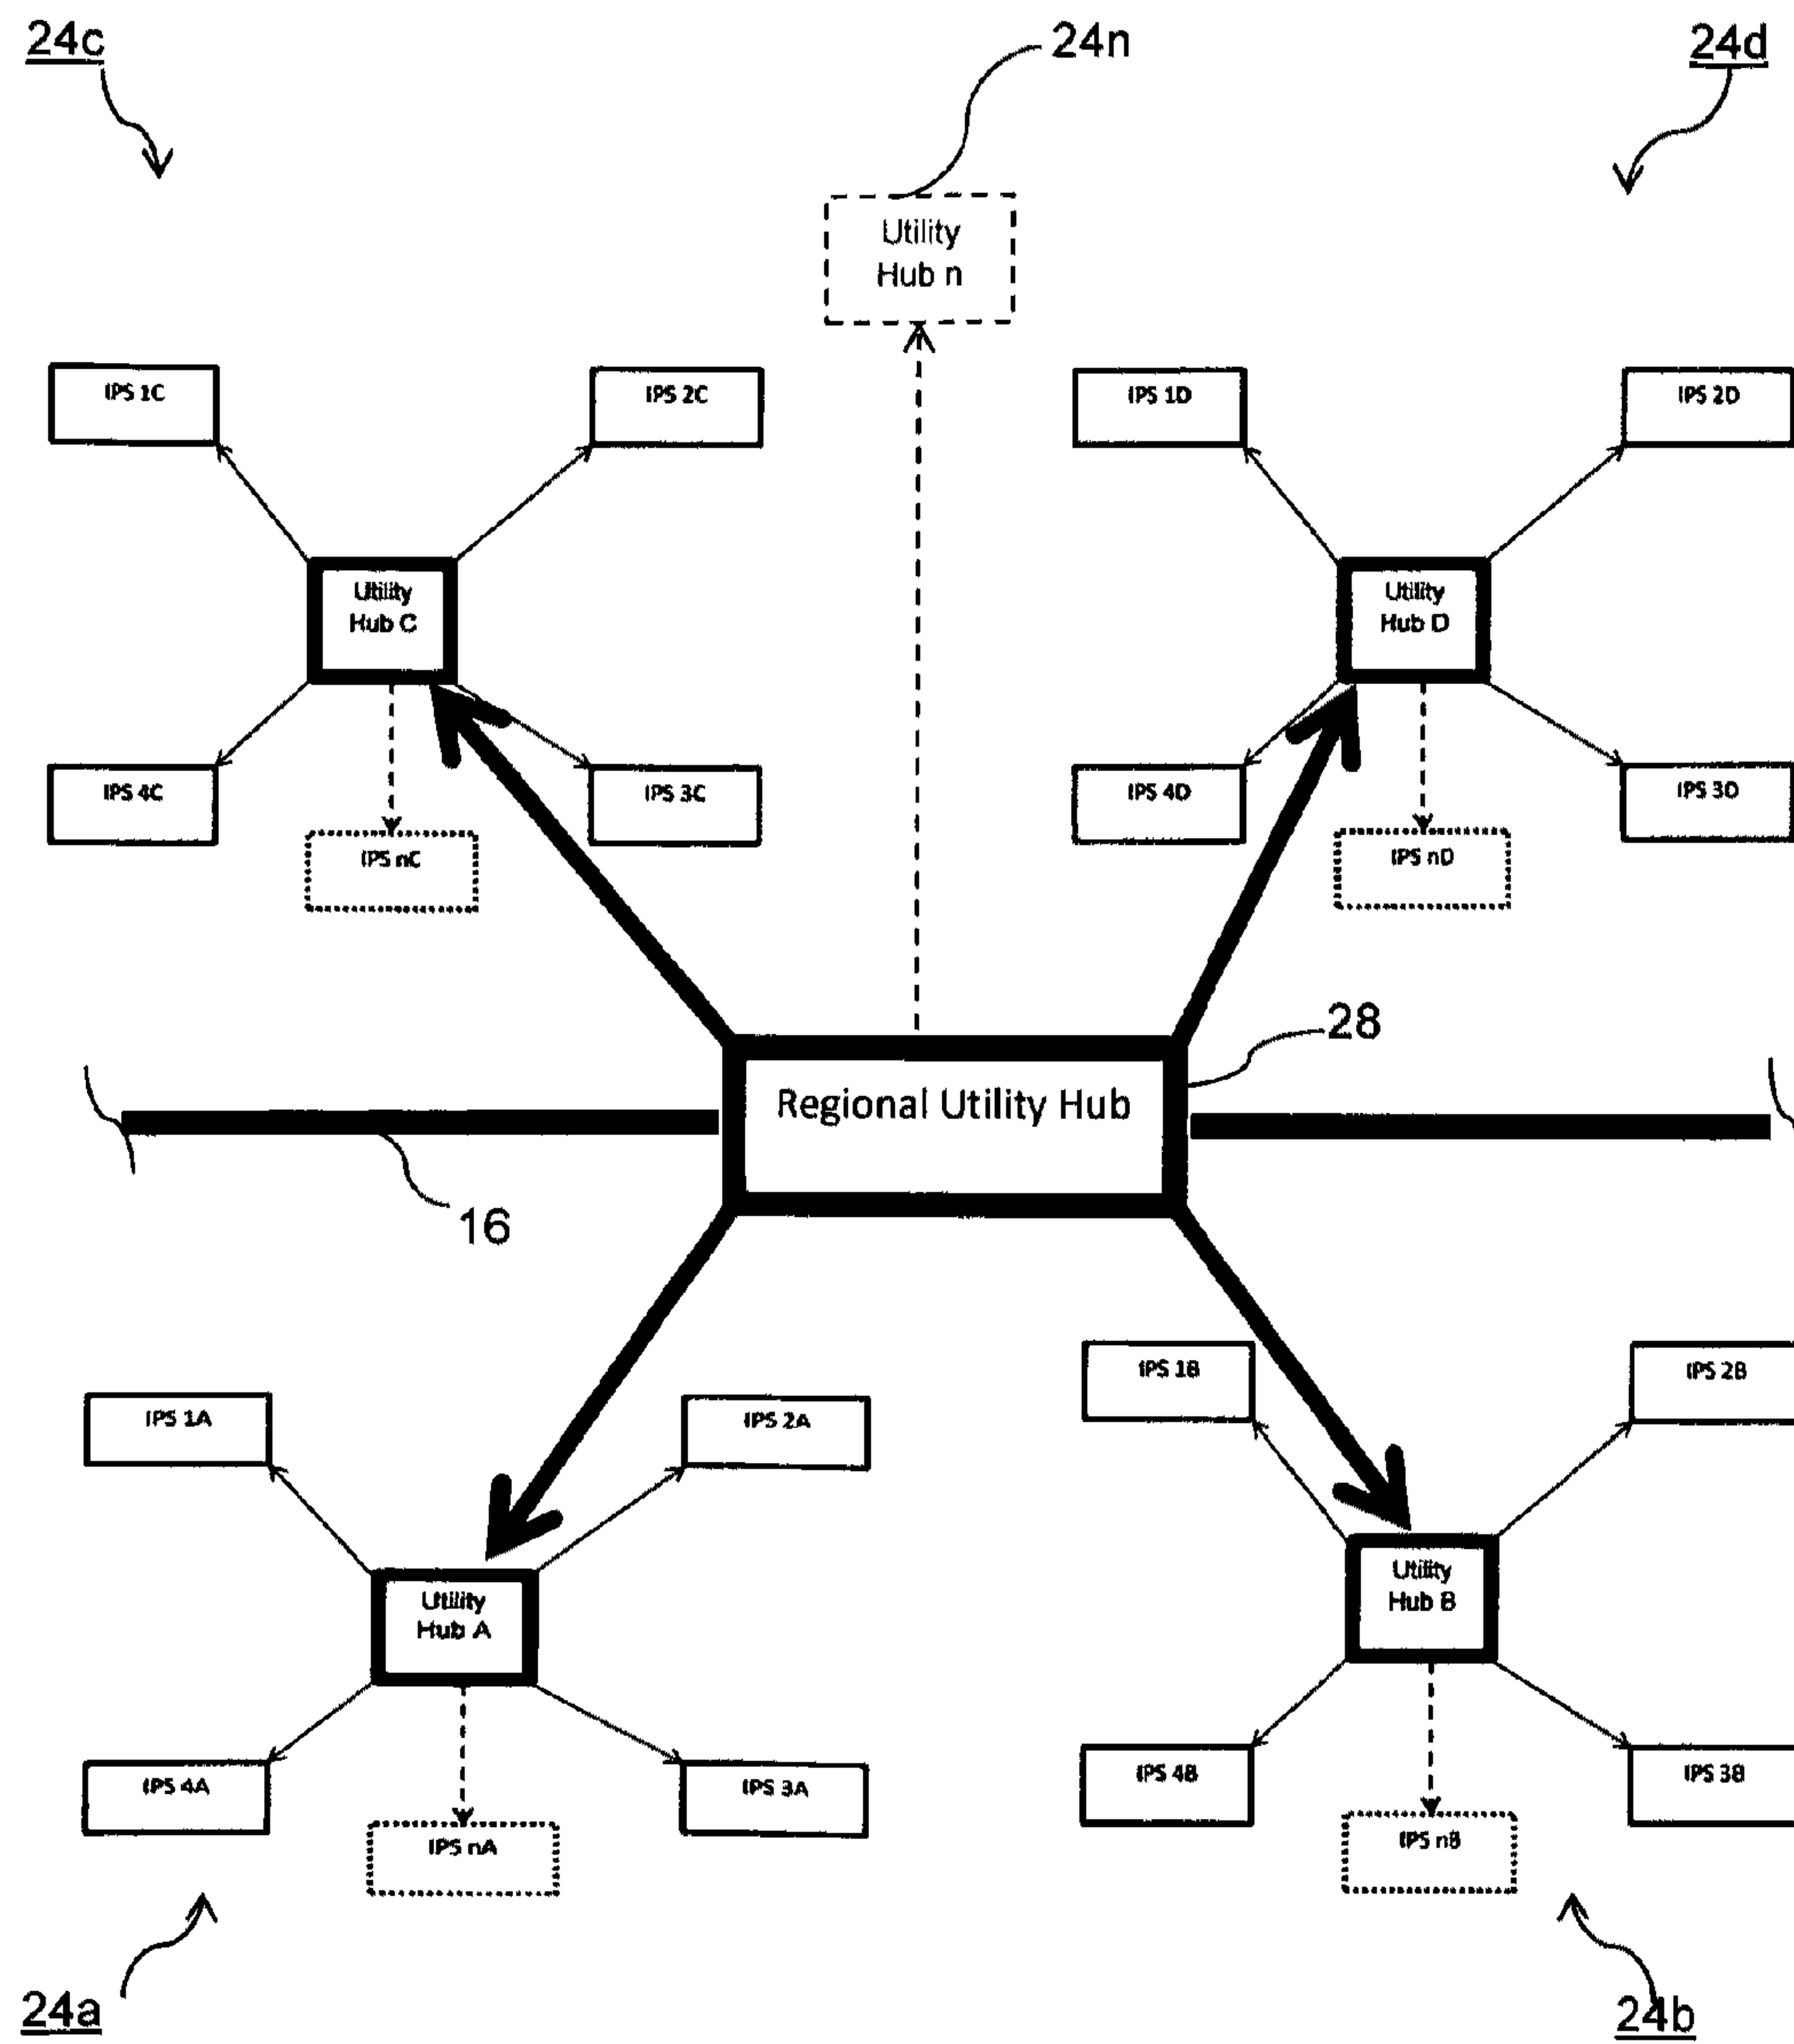 24c
24n
24d
Utility
Hub n
IPS 1C
IPS 2C
IPS 1D
IPS 2D
Utility
Hub C
Utility
Hub D
IPS 4C
IPS 3C
IPS 4D
IPS 3D
IPS nC
IPS nD
28
Regional Utility Hub
16
IPS 1B
IPS 2B
IPS 1A
IPS 2A
Utility
Hub B
Utility
Hub A
IPS 4B
IPS 3B
IPS 4A
IPS 3A
IPS nB
IPS nA
24a
24b